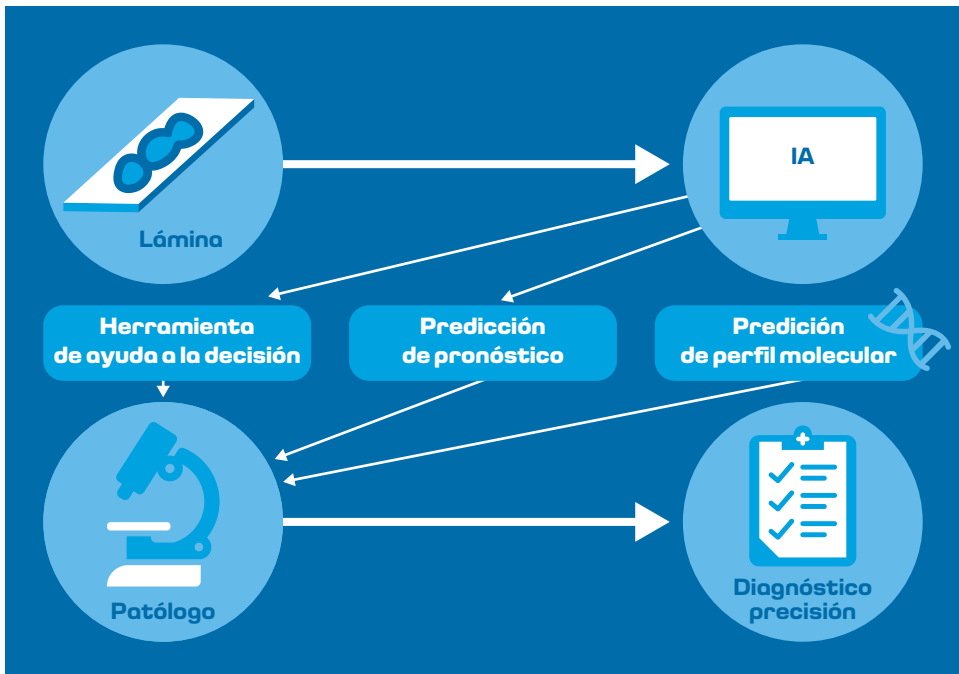 Lámina
IA
Herramienta
de ayuda a la decisión
Predicción
de pronóstico
Predición
de perfil molecular
Patólogo
Diagnóstico
precisión